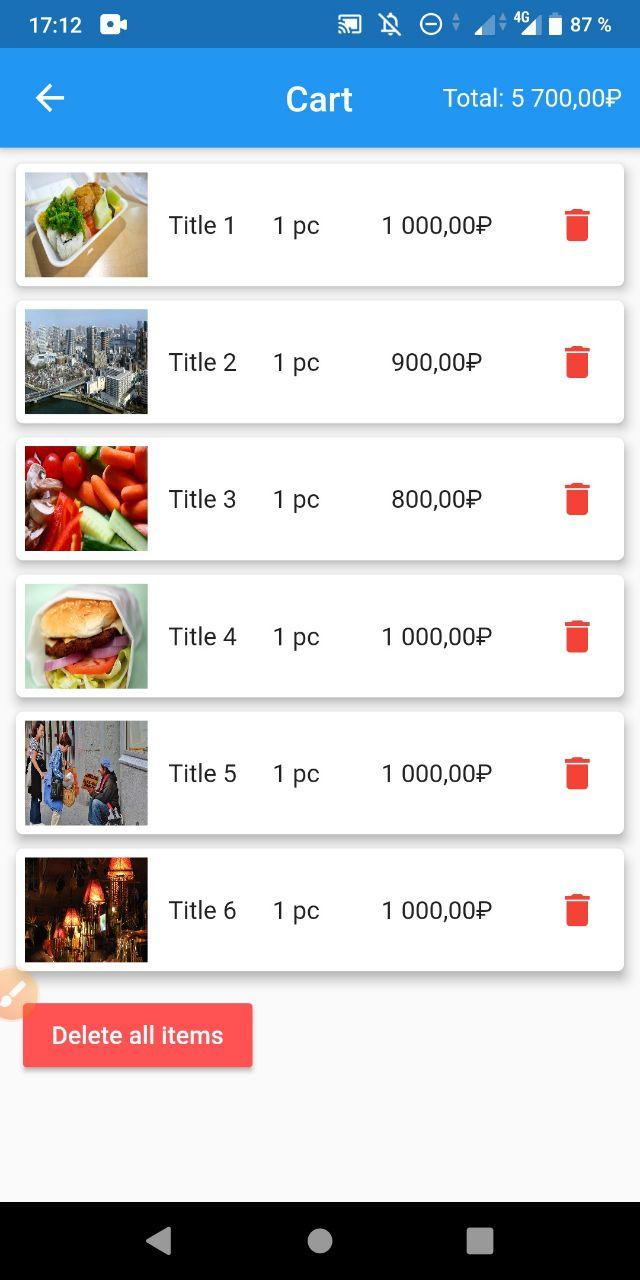 17:12
4G
87 %
Cart
Total: 5 700,00₽
Title 1 1 pc 1 000,00₽
Title 2 1 pc 900,00₽
Title 3 1 pc 800,00₽
Title 4 1 pc 1 000,00₽
Title 5 1 pc 1 000,00₽
Title 6 1 pc 1 000,00₽
Delete all items